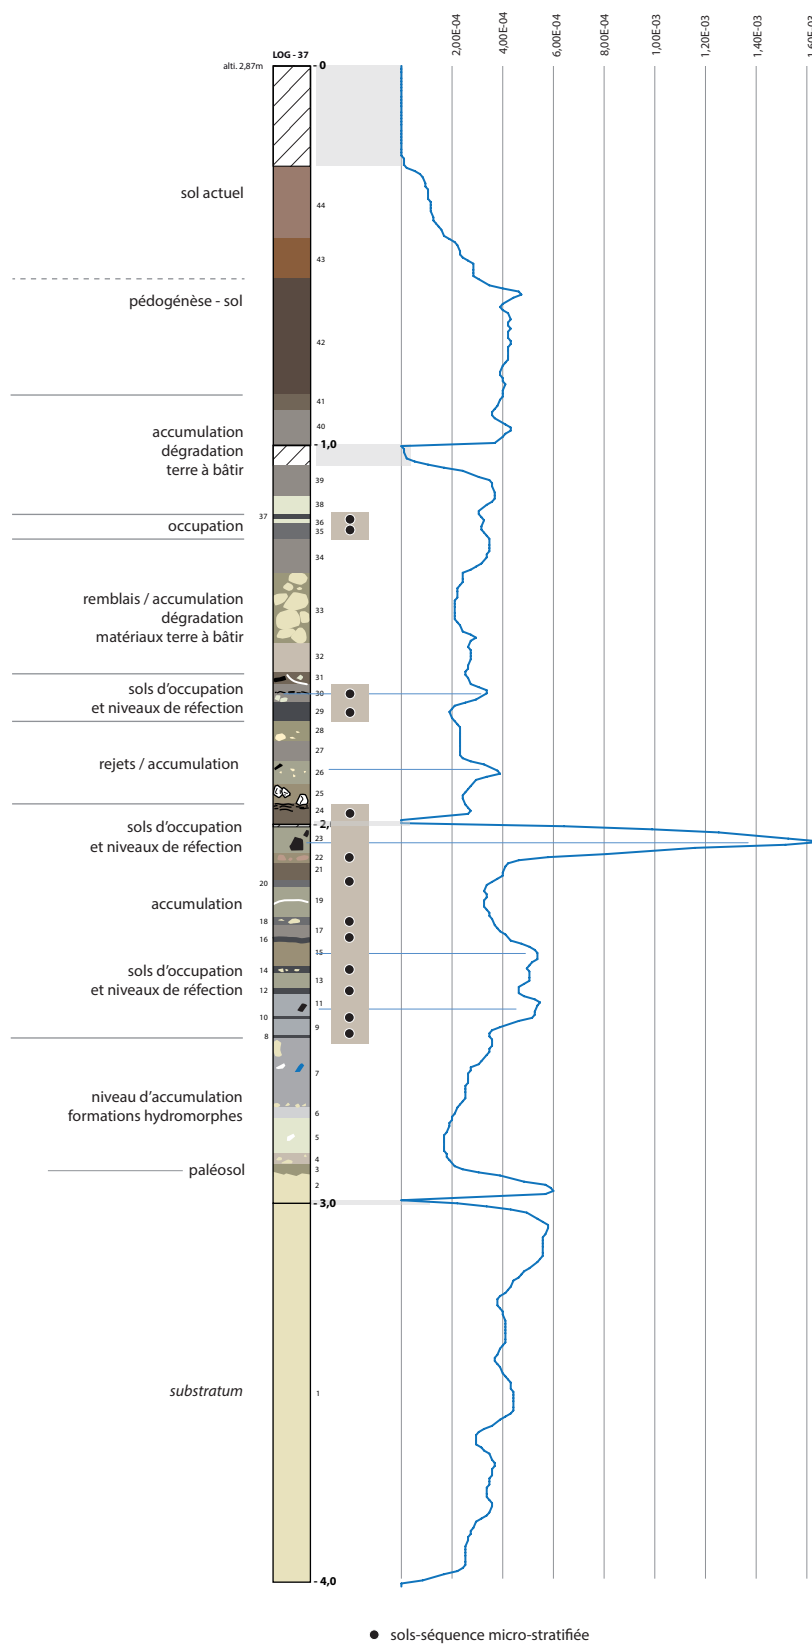 2,00E-04
4,00E-04
6,00E-04
8,00E-04
1,00E-03
1,20E-03
1,40E-03
LOG - 37
alti. 2,87m
- 0
sol actuel
44
43
pédogénèse - sol
42
41
40
accumulation
dégradation
terre à bâtir
- 1,0
39
38
37
36
occupation
35
34
remblais / accumulation
dégradation
matériaux terre à bâtir
33
32
31
sols d'occupation
et niveaux de réfection
30
29
28
27
rejets / accumulation
26
25
24
sols d'occupation
et niveaux de réfection
23
22
21
20
accumulation
19
18
17
16
15
sols d'occupation
et niveaux de réfection
14
13
12
11
10
9
8
7
niveau d'accumulation
formations hydromorphes
6
5
4
paléosol
3
2
- 3,0
substratum
1
- 4,0
● sols-séquence micro-stratifiée